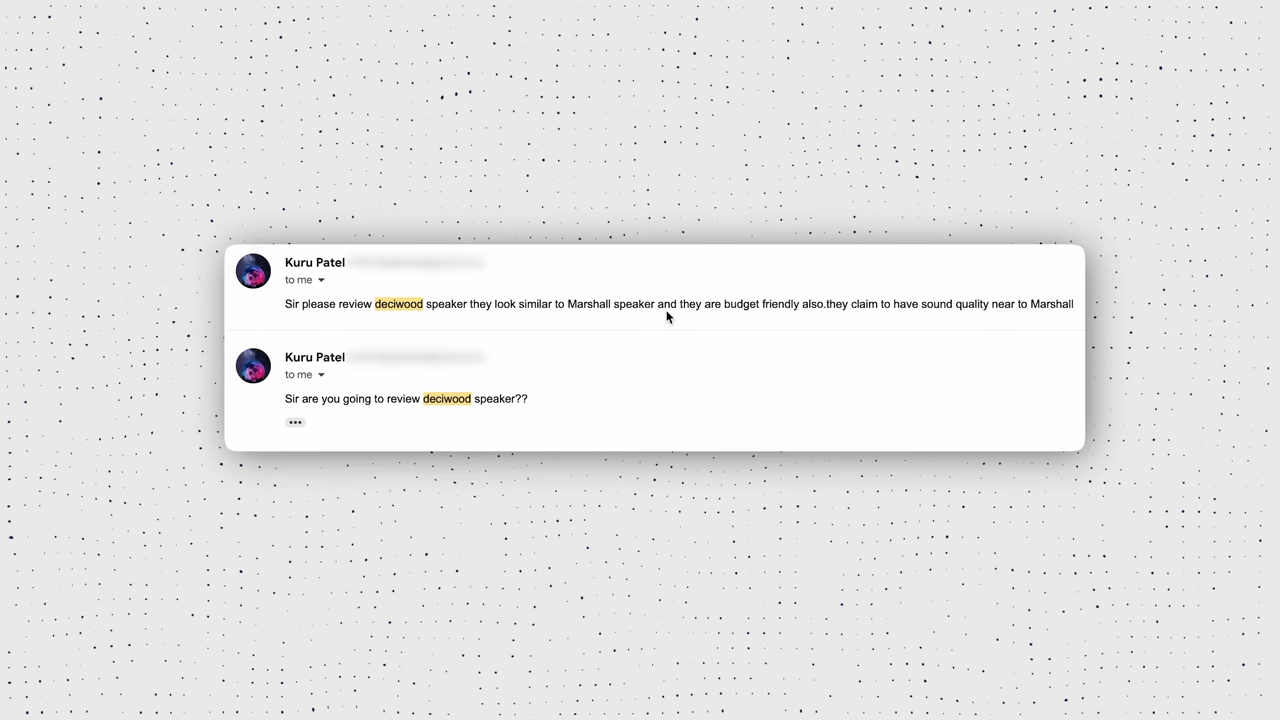 Kuru Patel
to me
Sir please review deciwood speaker they look similar to Marshall speaker and they are budget friendly also.they claim to have sound quality near to Marshall
Kuru Patel
to me
Sir are you going to review deciwood speaker??